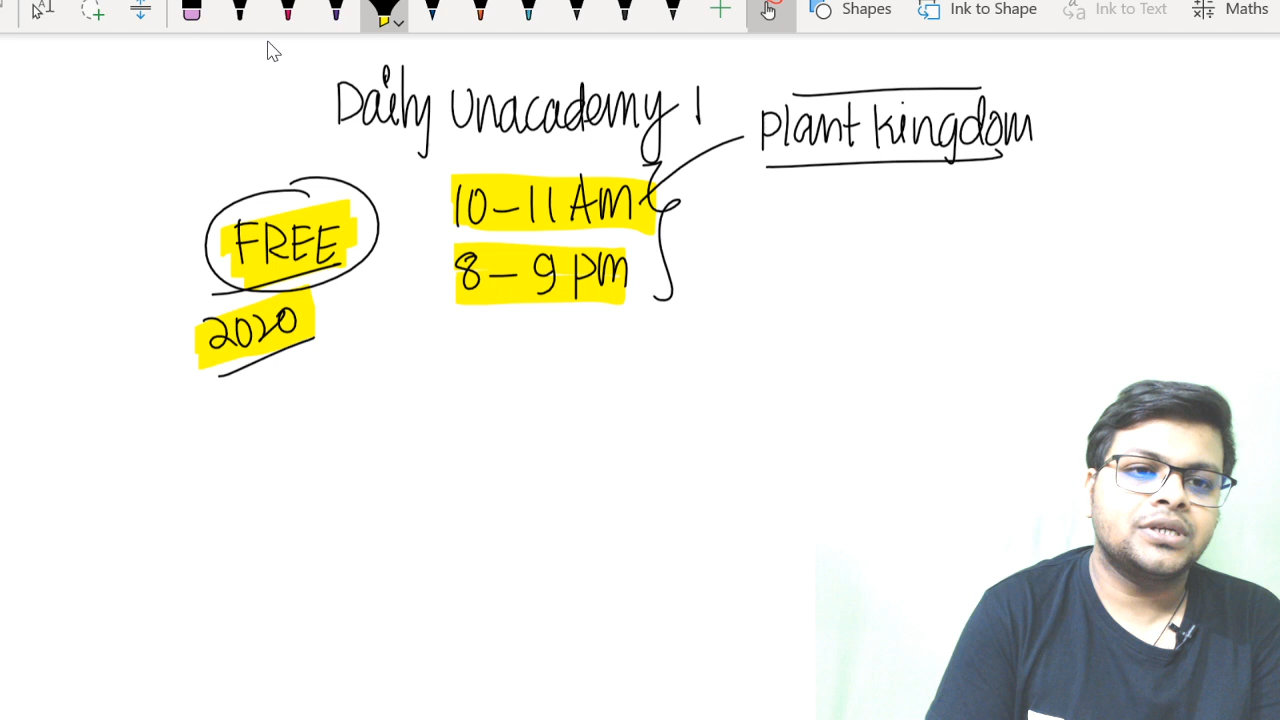 Shapes
Ink to Shape
Ink to Text
Maths
Daily Unacademy !
Plant Kingdom
10-11 AM
8-9 pm
FREE
2020